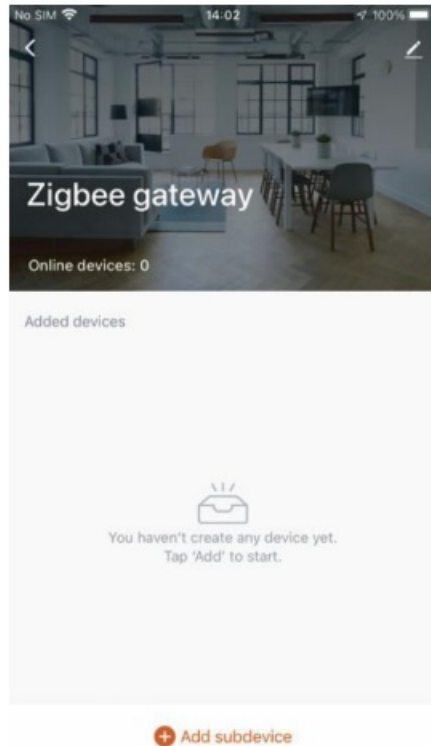 No SIM 14:02 100%
Zigbee gateway
Online devices: 0
Added devices
You haven't create any device yet.
Tap 'Add' to start.
Add subdevice